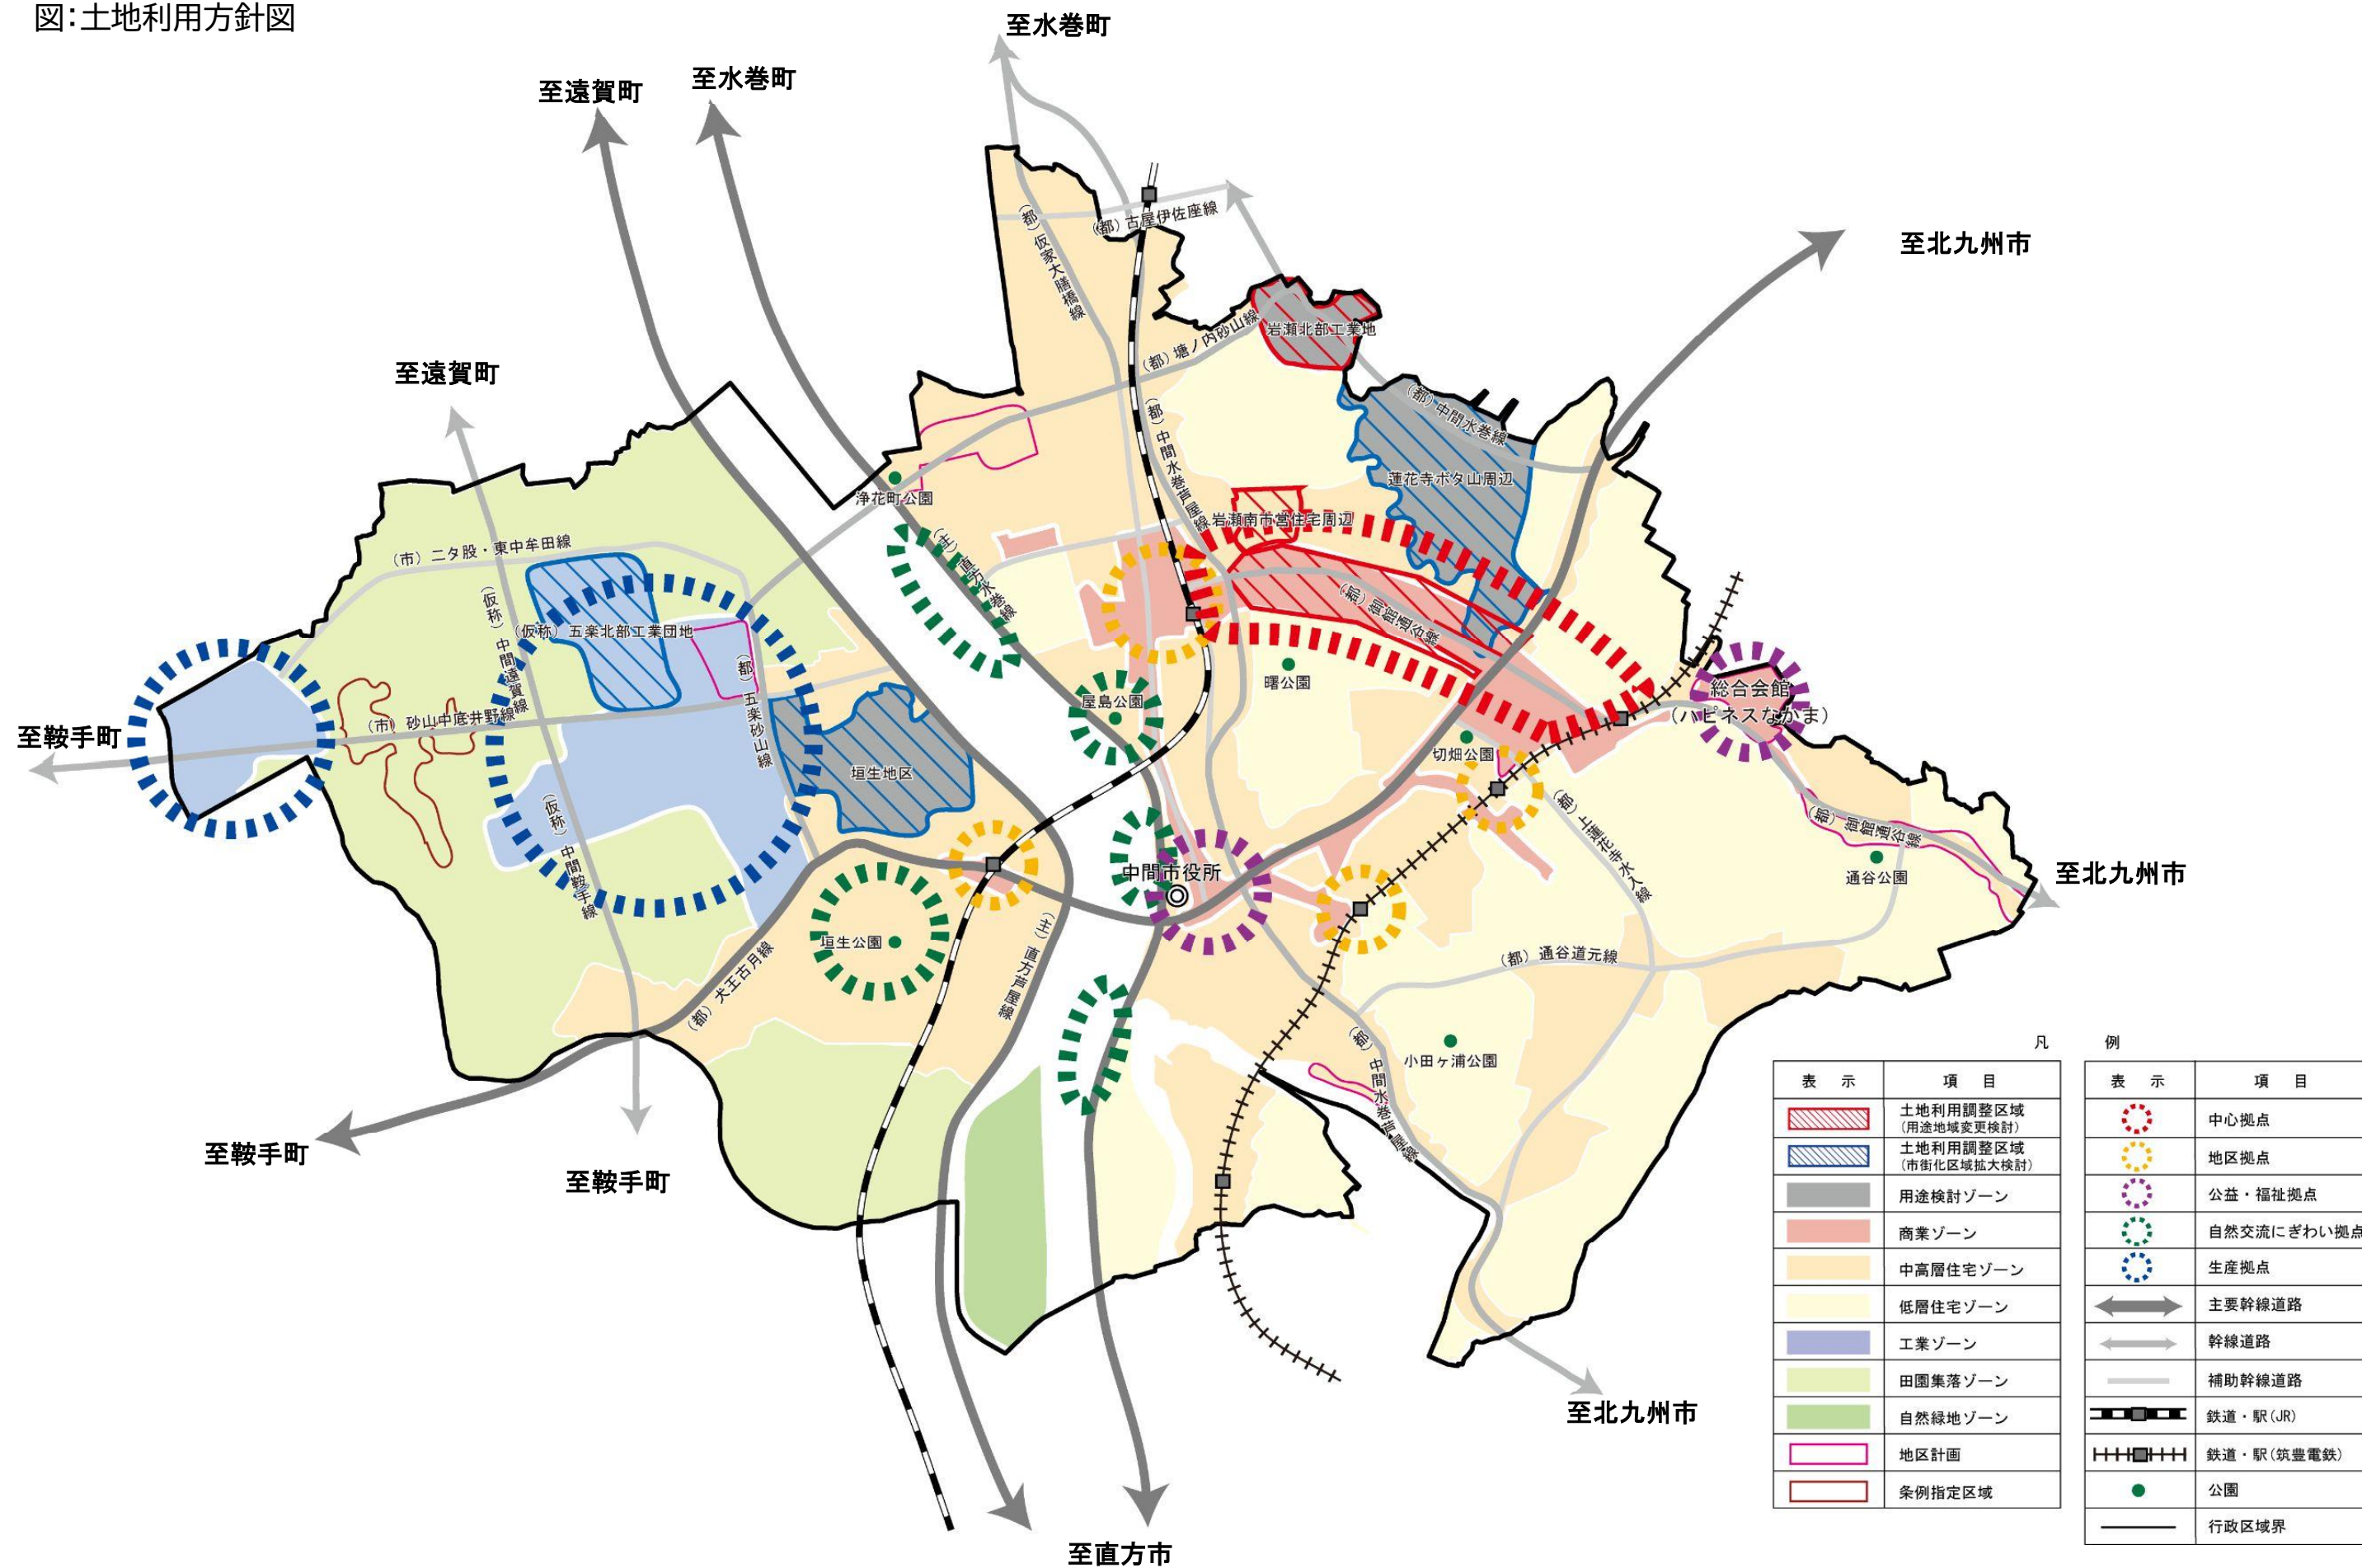 図：土地利用方針図
至水巻町
至水巻町
至遠賀町
至北九州市
(都) 古屋伊佐座線
(都) 仮家大膳橋線
岩瀬北部工業地
(都) 塘ノ内砂山線
至遠賀町
(都) 中間水巻線
(都) 中間水巻芦屋線
蓮花寺ボタ山周辺
浄花町公園
岩瀬南市営住宅周辺
(主) 直方水巻線
(市) 二タ股・東中牟田線
(仮称) 中間遠賀線
(仮称) 五楽北部工業団地
(都) 御館通谷線
曙公園
(都) 五楽砂山線
屋島公園
総合会館
(ハピネスなかま)
(市) 砂山中底井野線
至鞍手町
切畑公園
垣生地区
(仮称) 中間鞍手線
(都) 上蓮花寺水入線
(都) 御館通谷線
中間市役所
通谷公園
至北九州市
垣生公園
(都) 犬王古月線
(主) 直方芦屋線
(都) 通谷道元線
(都) 中間水巻芦屋線
小田ヶ浦公園
至鞍手町
至鞍手町
至北九州市
至直方市
凡 例
表 示 項 目
土地利用調整区域
(用途地域変更検討)
土地利用調整区域
(市街化区域拡大検討)
用途検討ゾーン
商業ゾーン
中高層住宅ゾーン
低層住宅ゾーン
工業ゾーン
田園集落ゾーン
自然緑地ゾーン
地区計画
条例指定区域
表 示 項 目
中心拠点
地区拠点
公益・福祉拠点
自然交流にぎわい拠点
生産拠点
主要幹線道路
幹線道路
補助幹線道路
鉄道・駅(JR)
鉄道・駅(筑豊電鉄)
公園
行政区域界